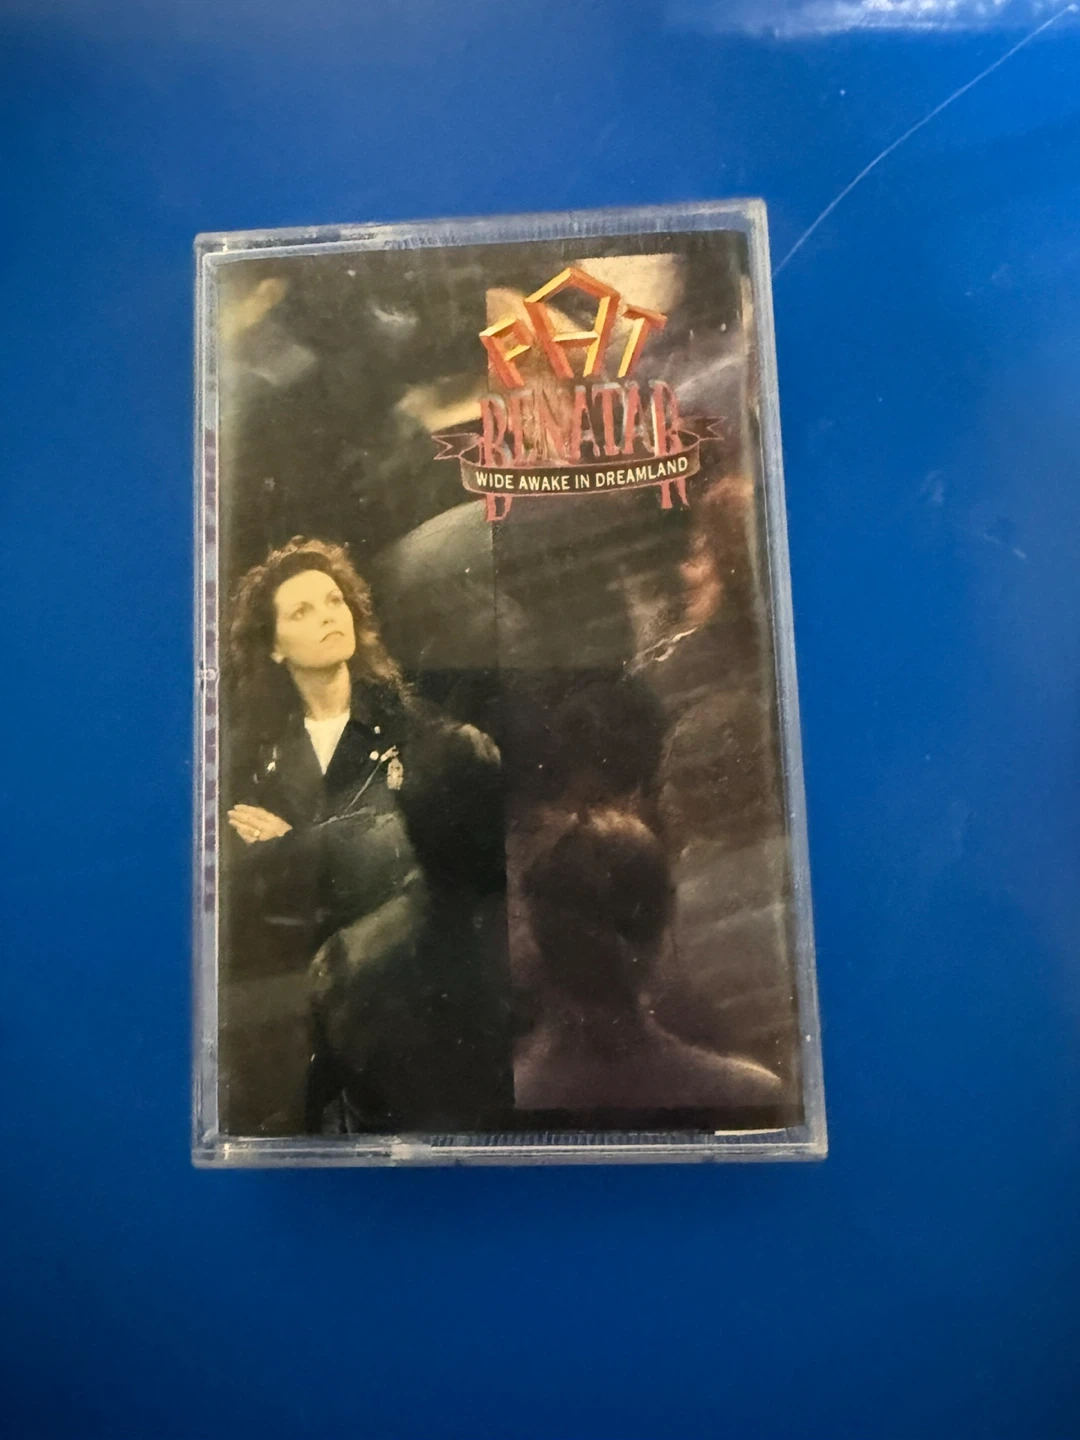 PAT
BENATAR
WIDE AWAKE IN DREAMLAND